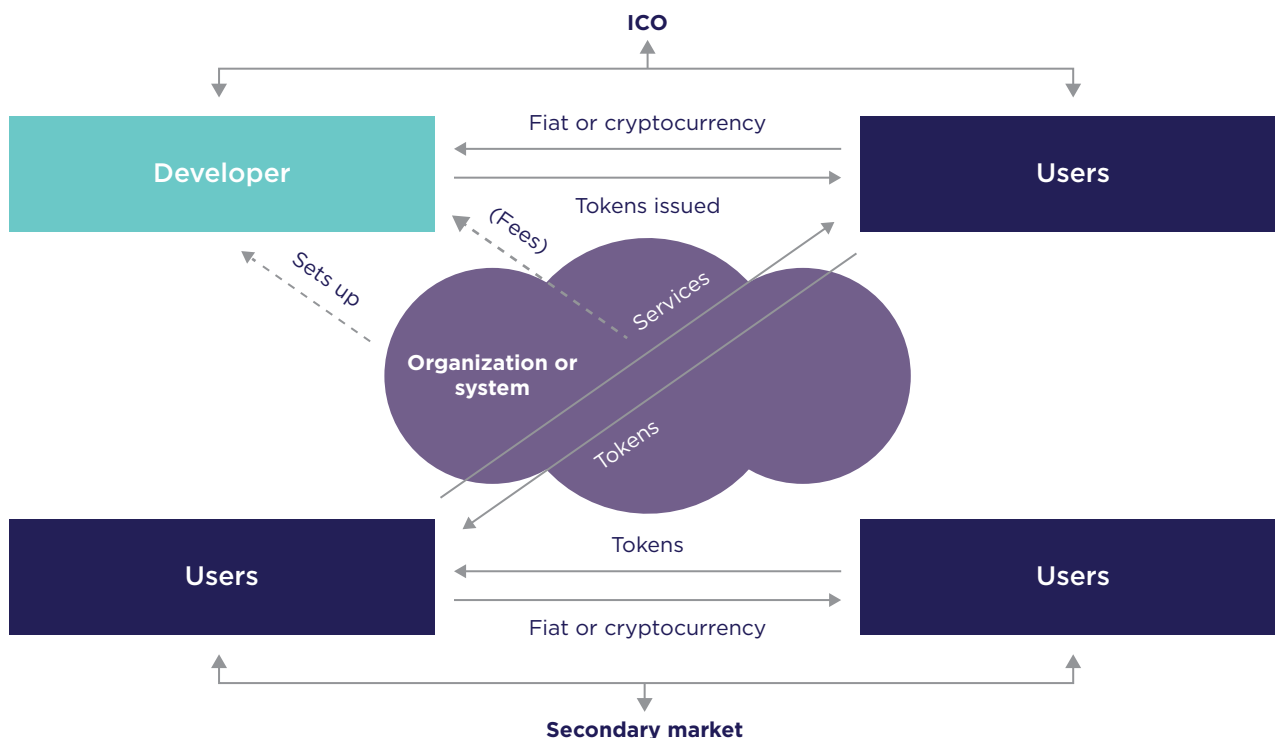 ICO
Fiat or cryptocurrency
Developer
Users
Tokens issued
(Fees)
Sets up
Services
Organization or
system
Tokens
Users
Tokens
Users
Fiat or cryptocurrency
Secondary market